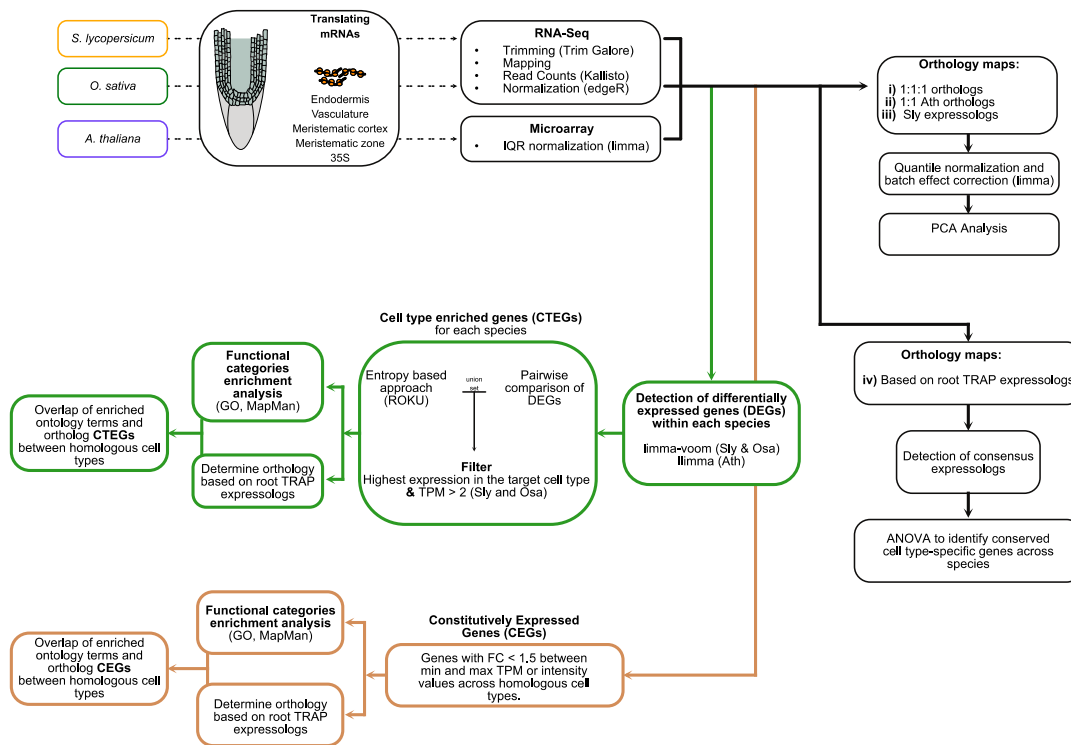 S. lycopersicum
O. sativa
A. thaliana
Translating
mRNAs
Endodermis
Vasculature
Meristematic cortex
Meristematic zone
35S
RNA-Seq
• Trimming (Trim Galore)
• Mapping
• Read Counts (Kallisto)
• Normalization (edgeR)
Microarray
• IQR normalization (limma)
Orthology maps:
i) 1:1:1 orthologs
ii) 1:1 Ath orthologs
iii) Sly expressologs
Quantile normalization and
batch effect correction (limma)
PCA Analysis
Orthology maps:
iv) Based on root TRAP expressologs
Detection of consensus
expressologs
ANOVA to identify conserved
cell type-specific genes across
species
Detection of differentially
expressed genes (DEGs)
within each species
limma-voom (Sly & Osa)
llimma (Ath)
Cell type enriched genes (CTEGs)
for each species
Entropy based
approach
(ROKU)
union
set
Pairwise
comparison of
DEGs
Filter
Highest expression in the target cell type
& TPM > 2 (Sly and Osa)
Functional
categories
enrichment
analysis
(GO, MapMan)
Determine orthology
based on root TRAP
expressologs
Overlap of enriched
ontology terms and
ortholog CTEGs
between homologous cell
types
Constitutively Expressed
Genes (CEGs)
Genes with FC < 1.5 between
min and max TPM or intensity
values across homologous cell
types.
Functional categories
enrichment analysis
(GO, MapMan)
Determine orthology
based on root TRAP
expressologs
Overlap of enriched
ontology terms and
ortholog CEGs
between homologous cell
types